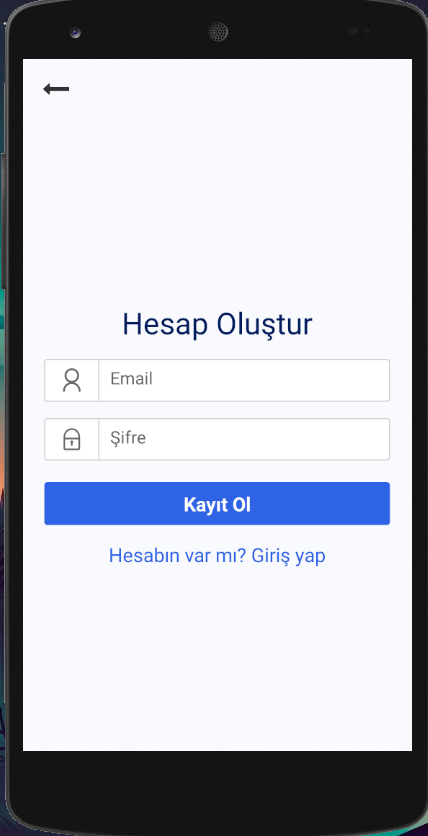 Hesap Oluştur
Email
Şifre
Kayıt Ol
Hesabın var mı? Giriş yap